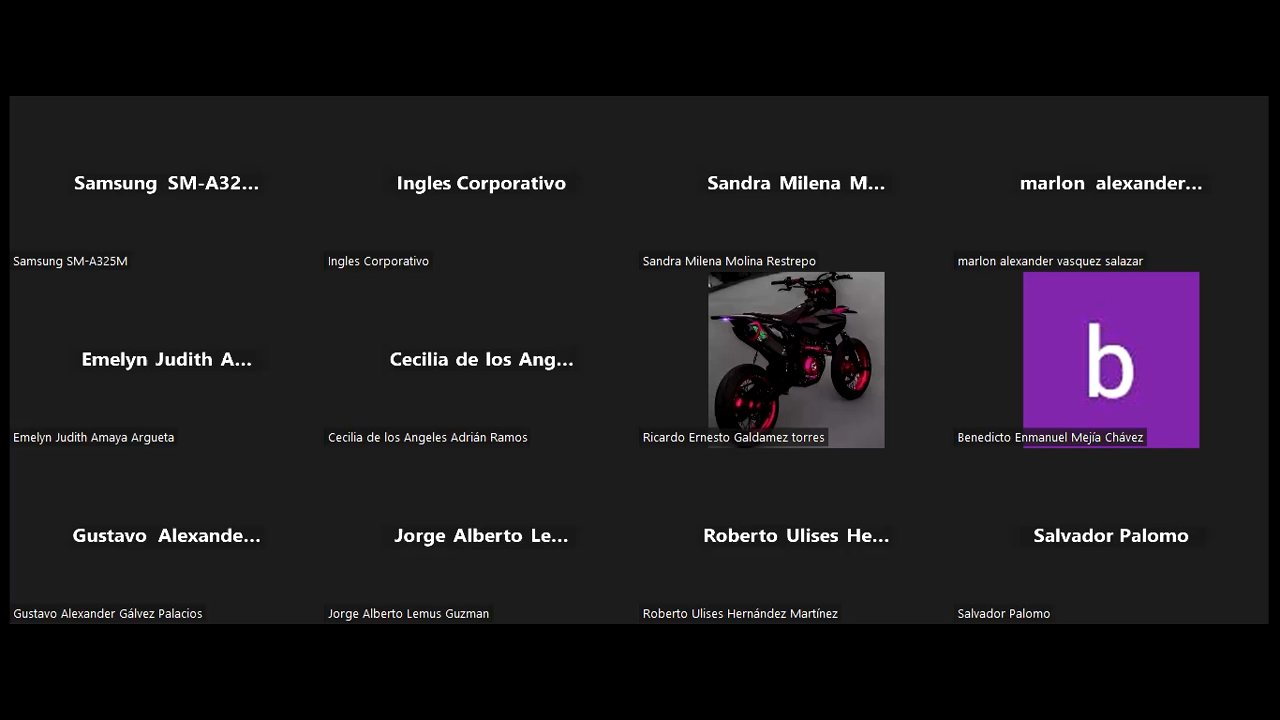 Samsung SM-A32...
Ingles Corporativo
Sandra Milena M...
marlon alexander...
Samsung SM-A325M
Ingles Corporativo
Sandra Milena Molina Restrepo
marlon alexander vasquez salazar
Emelyn Judith A...
Cecilia de los Ang...
b
Emelyn Judith Amaya Argueta
Cecilia de los Angeles Adrián Ramos
Ricardo Ernesto Galdamez torres
Benedicto Enmanuel Mejía Chávez
Gustavo Alexande...
Jorge Alberto Le...
Roberto Ulises He...
Salvador Palomo
Gustavo Alexander Gálvez Palacios
Jorge Alberto Lemus Guzman
Roberto Ulises Hernández Martínez
Salvador Palomo